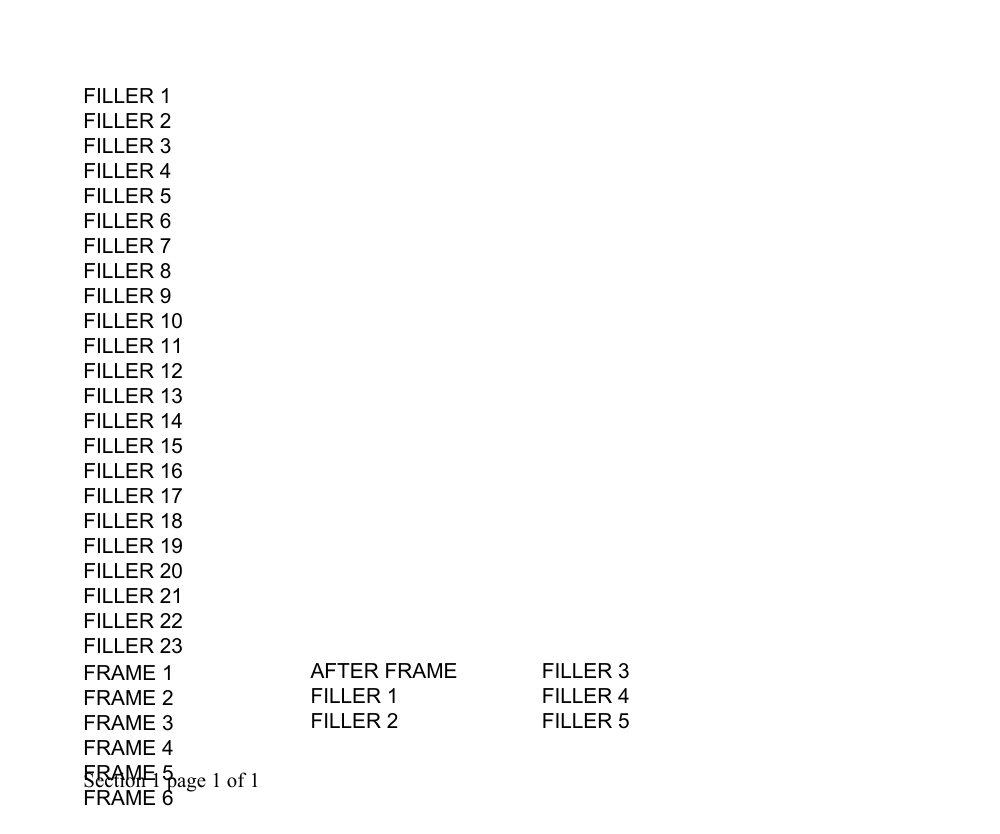 FILLER 1
FILLER 2
FILLER 3
FILLER 4
FILLER 5
FILLER 6
FILLER 7
FILLER 8
FILLER 9
FILLER 10
FILLER 11
FILLER 12
FILLER 13
FILLER 14
FILLER 15
FILLER 16
FILLER 17
FILLER 18
FILLER 19
FILLER 20
FILLER 21
FILLER 22
FILLER 23
FRAME 1
FRAME 2
FRAME 3
FRAME 4
FRAME 5
FRAME 6
AFTER FRAME
FILLER 1
FILLER 2
FILLER 3
FILLER 4
FILLER 5
Section 1 page 1 of 1